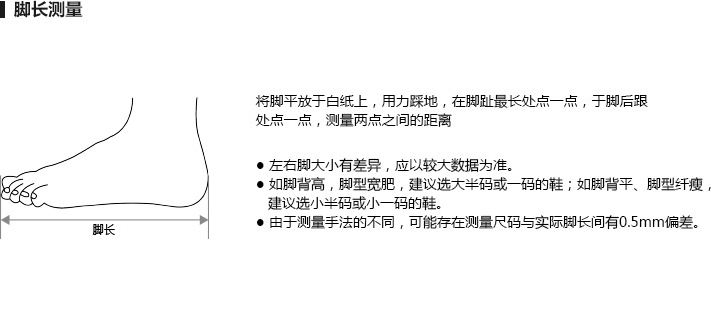 脚长测量
将脚平放于白纸上，用力踩地，在脚趾最长处点一点，于脚后跟
处点一点，测量两点之间的距离
● 左右脚大小有差异，应以较大数据为准。
● 如脚背高，脚型宽肥，建议选大半码或一码的鞋；如脚背平、脚型纤瘦，
建议选小半码或小一码的鞋。
● 由于测量手法的不同，可能存在测量尺码与实际脚长间有0.5mm偏差。
脚长